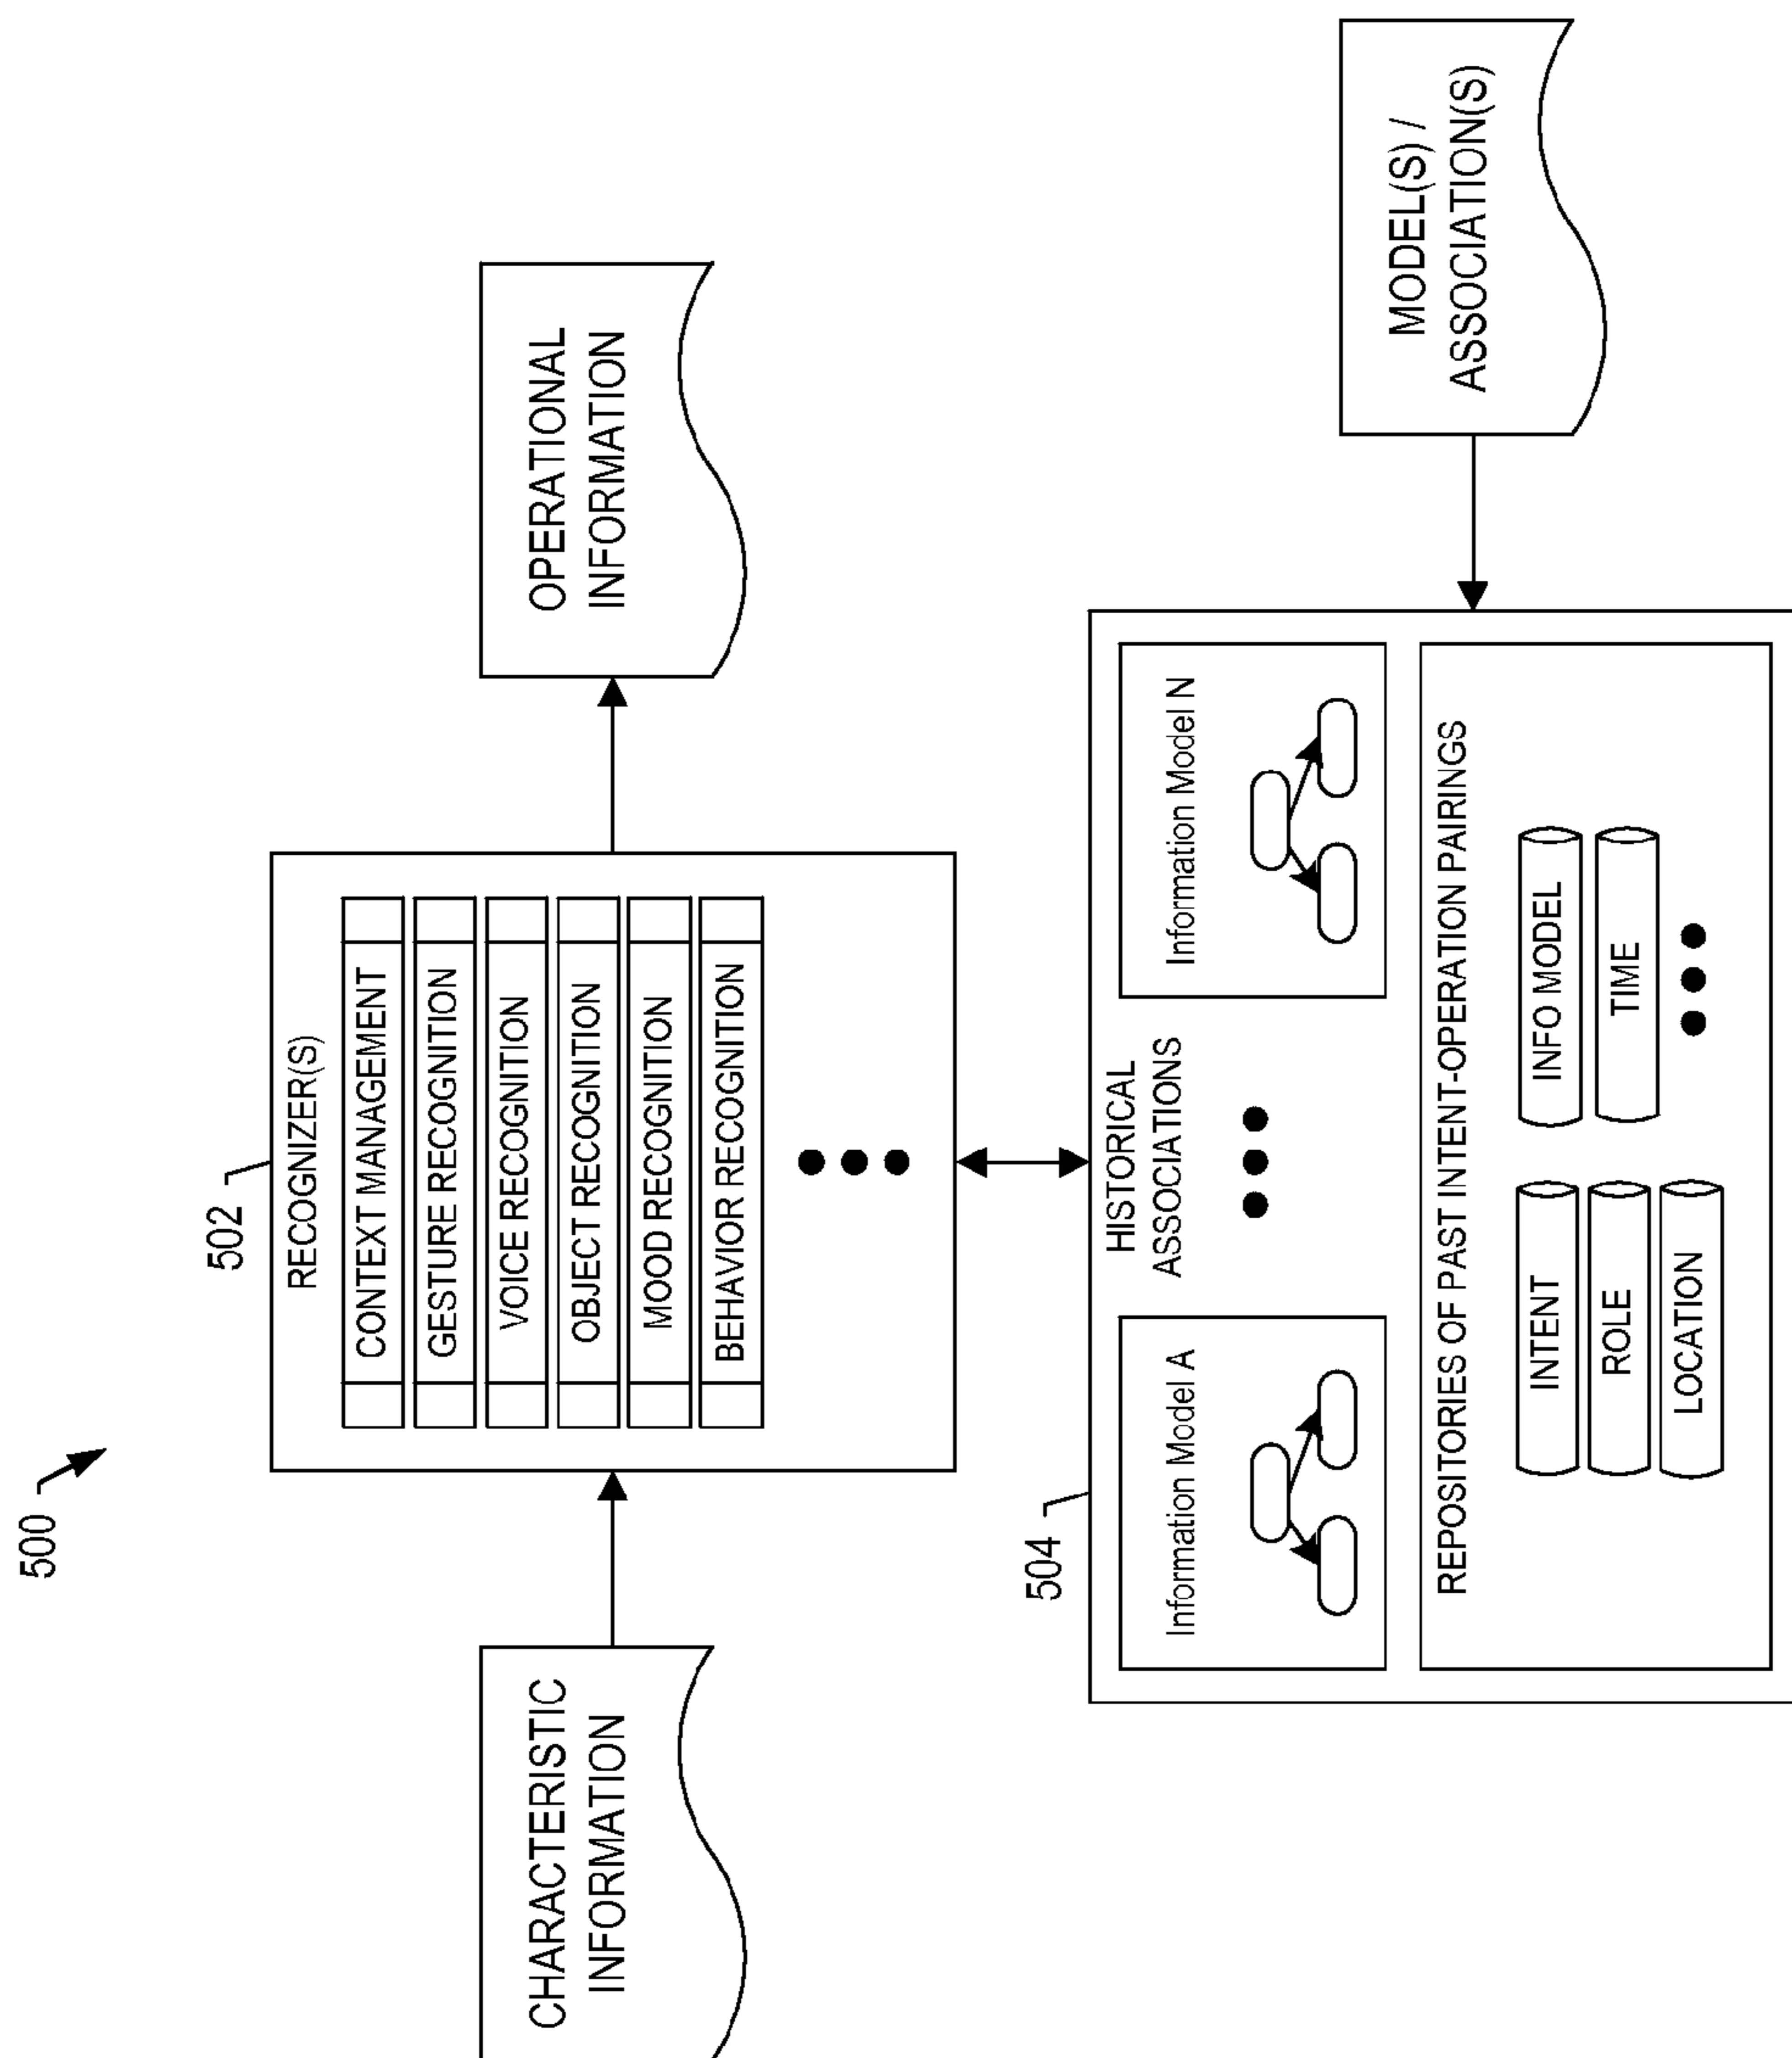 500
502
RECOGNIZER(S)
CONTEXT MANAGEMENT
GESTURE RECOGNITION
VOICE RECOGNITION
OBJECT RECOGNITION
MOOD RECOGNITION
BEHAVIOR RECOGNITION
CHARACTERISTIC
INFORMATION
OPERATIONAL
INFORMATION
504
HISTORICAL
ASSOCIATIONS
Information Model A
Information Model N
REPOSITORIES OF PAST INTENT-OPERATION PAIRINGS
INTENT
ROLE
LOCATION
INFO MODEL
TIME
MODEL(S) /
ASSOCIATION(S)